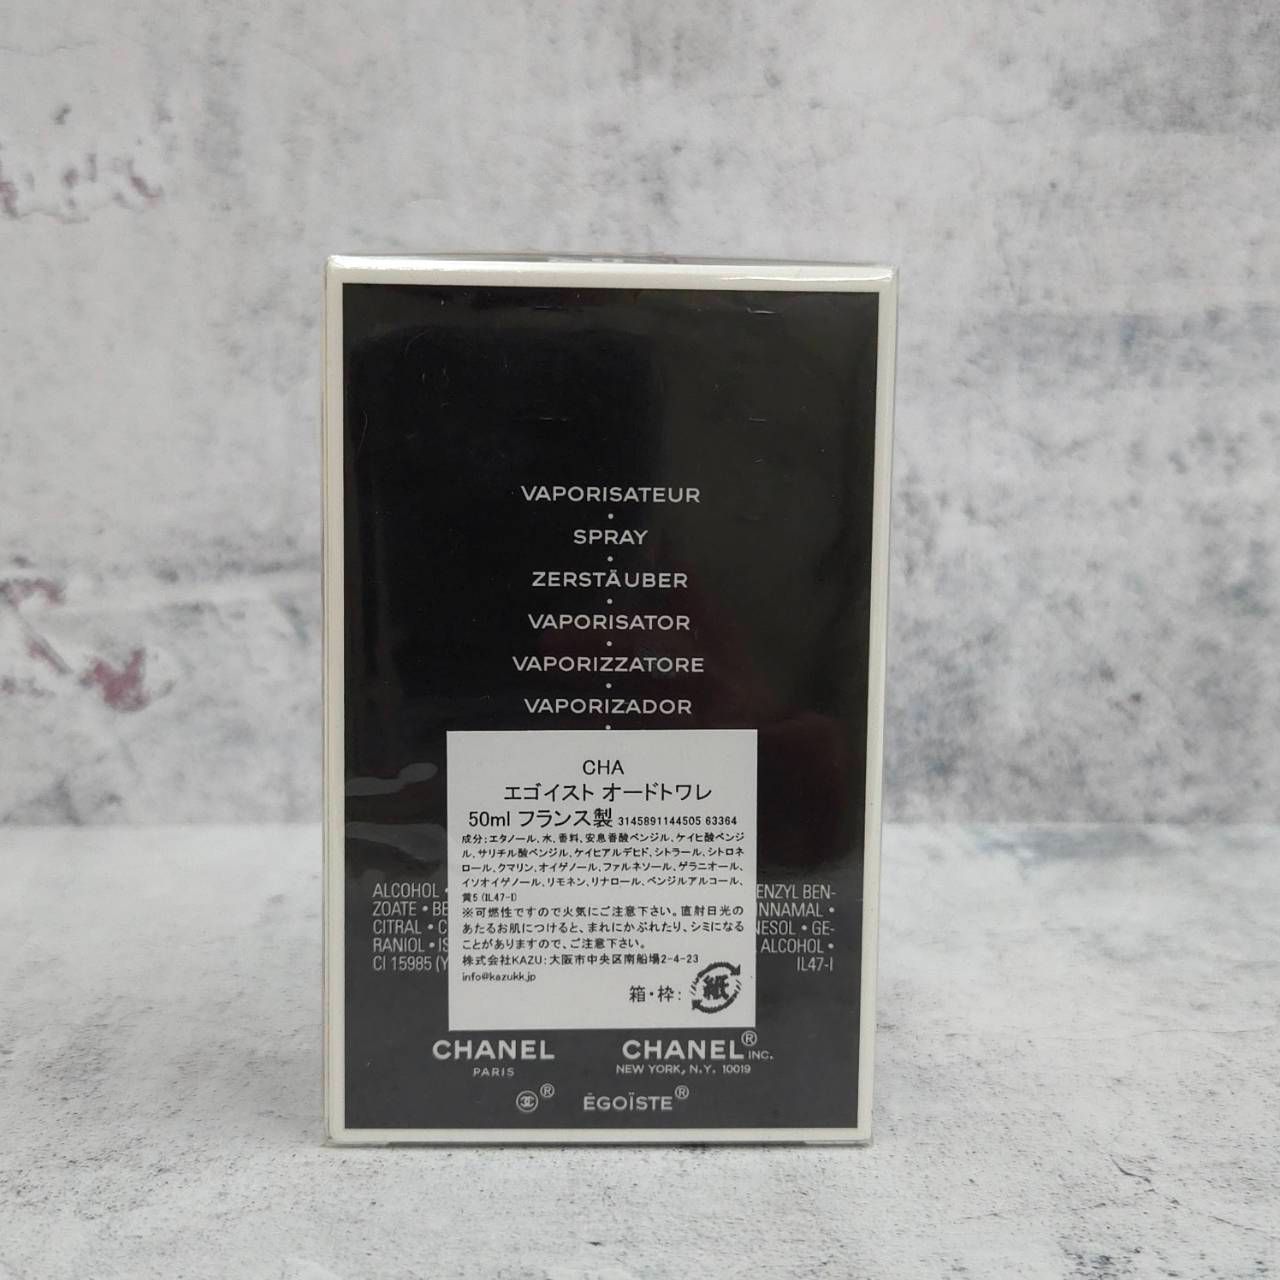 VAPORISATEUR
•
SPRAY
•
ZERSTÄUBER
•
VAPORISATOR
•
VAPORIZZATORE
•
VAPORIZADOR
•
CHA
エゴイスト オードトワレ
50ml フランス製 3145891144505 63364
成分:エタノール、水、香料、安息香酸ベンジル、ケイヒ酸ベンジ
ル、サリチル酸ベンジル、ケイヒアルデヒド、シトラール、シトロネ
ロール、クマリン、オイゲノール、ファルネソール、ゲラニオール、
イソオイゲノール、リモネン、リナロール、ベンジルアルコール、
黄5 (IL47-I)
※可燃性ですので火気にご注意下さい。直射日光の
あたるお肌につけると、まれにかぶれたり、シミになる
ことがありますので、ご注意下さい。
株式会社KAZU:大阪市中央区南船場2-4-23
info@kazukk.jp
箱・枠: 紙
ALCOHOL • ENZYL BEN-
ZOATE • BE NNAMAL •
CITRAL • C NESOL • GE-
RANIOL • IS ALCOHOL •
CI 15985 (Y IL47-I
CHANEL CHANEL® INC.
PARIS NEW YORK, N.Y. 10019
® ÉGOÏSTE®